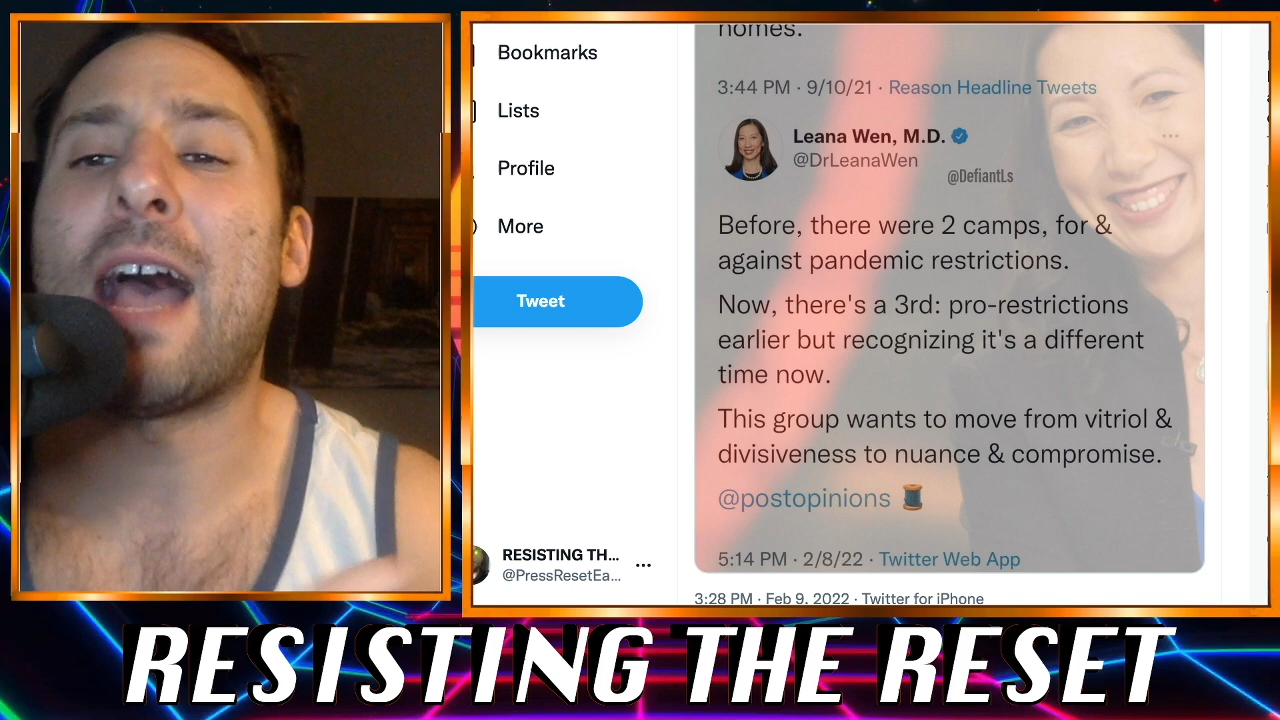 Bookmarks
Lists
Profile
More
Tweet
RESISTING TH...
@PressResetEa...
homes.
3:44 PM · 9/10/21 · Reason Headline Tweets
Leana Wen, M.D.
@DrLeanaWen
@DefiantLs
Before, there were 2 camps, for &
against pandemic restrictions.
Now, there's a 3rd: pro-restrictions
earlier but recognizing it's a different
time now.
This group wants to move from vitriol &
divisiveness to nuance & compromise.
@postopinions 🧵
5:14 PM · 2/8/22 · Twitter Web App
3:28 PM · Feb 9, 2022 · Twitter for iPhone
RESISTING THE RESET